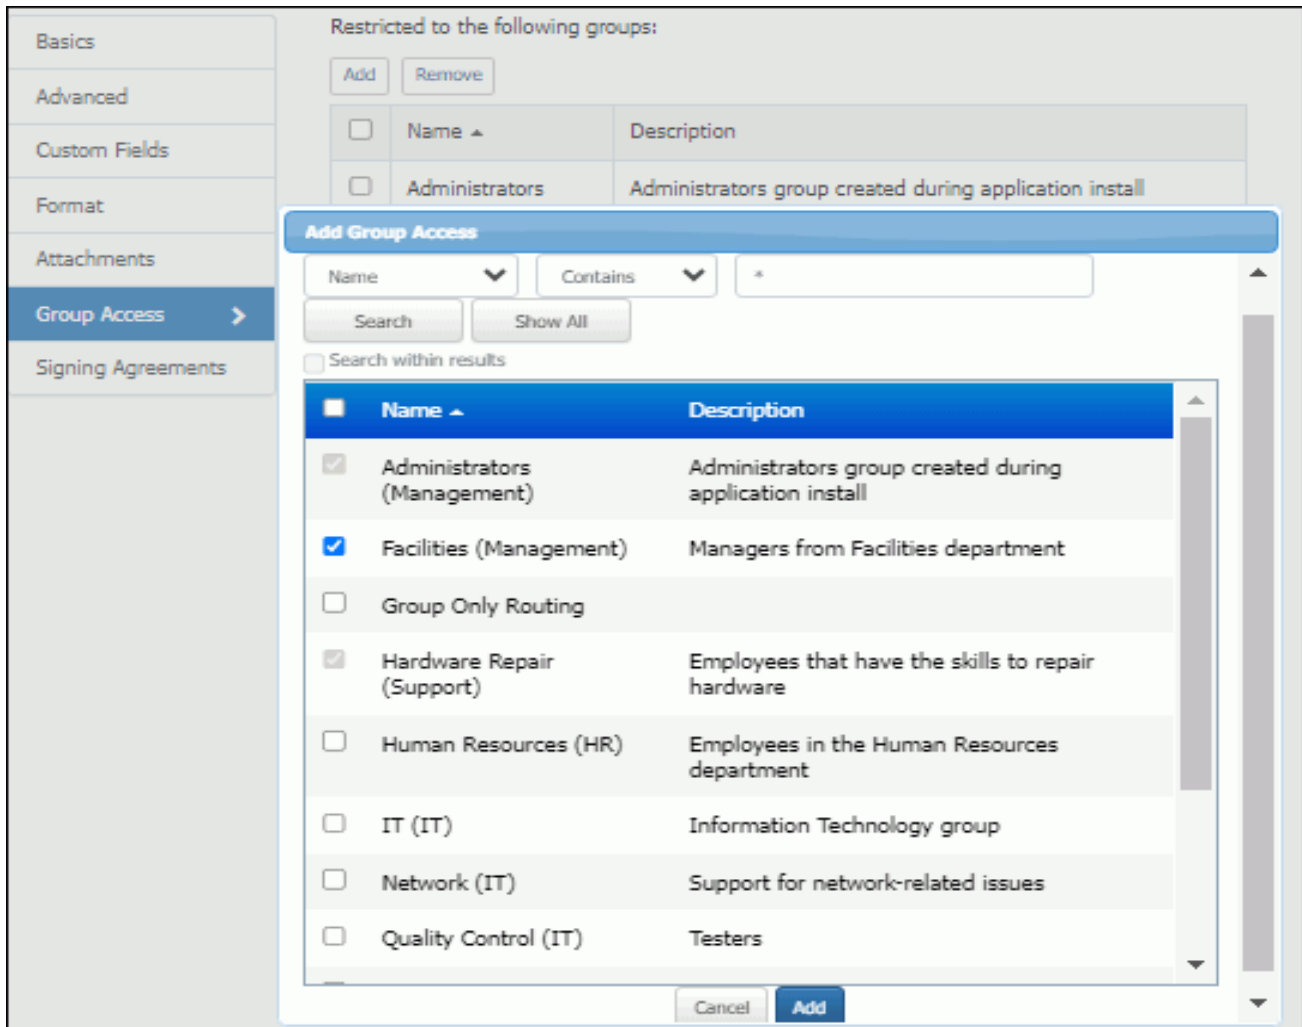 Basics
Advanced
Custom Fields
Format
Attachments
Group Access
Signing Agreements
Restricted to the following groups:
Add Remove
Name Description
Administrators Administrators group created during application install
Add Group Access
Name Contains *
Search Show All
Search within results
Name Description
Administrators Administrators group created during
(Management) application install
Facilities (Management) Managers from Facilities department
Group Only Routing
Hardware Repair Employees that have the skills to repair
(Support) hardware
Human Resources (HR) Employees in the Human Resources
department
IT (IT) Information Technology group
Network (IT) Support for network-related issues
Quality Control (IT) Testers
Cancel Add